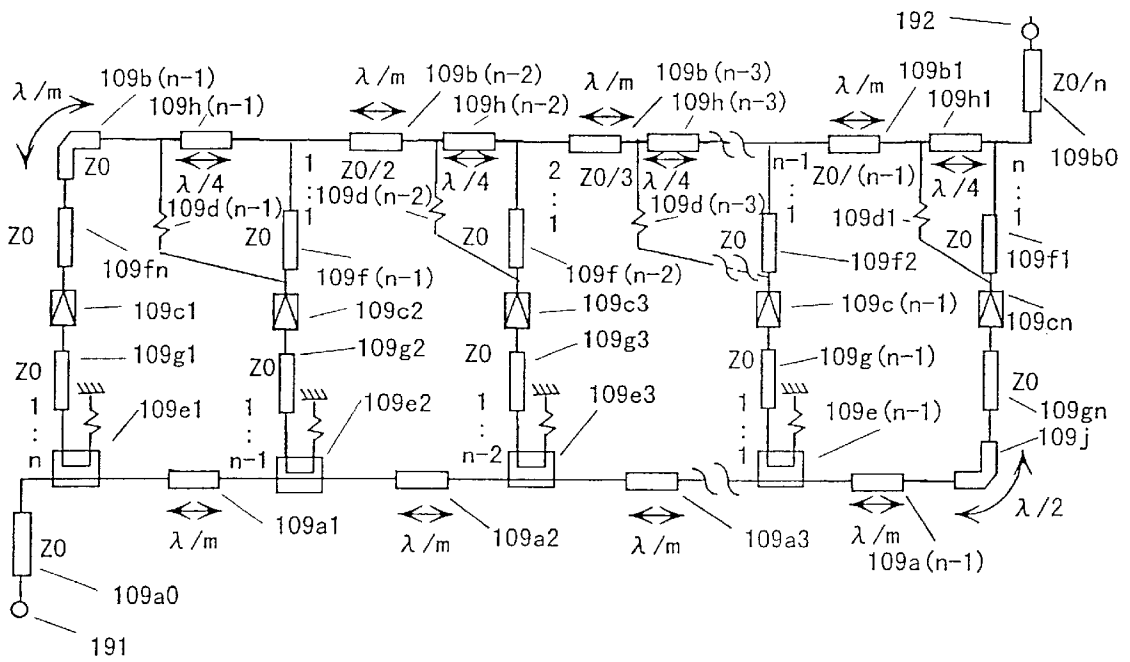 192
109b(n-1)
109h(n-1)
λ/m
109b(n-2)
109h(n-2)
λ/m
109b(n-3)
109h(n-3)
λ/m
109b1
109h1
Z0/n
109b0
λ/m
Z0
λ/4
109d(n-1)
1
:
1
Z0/2
λ/4
109d(n-2)
2
:
1
Z0/3
λ/4
109d(n-3)
n-1
:
1
Z0/(n-1)
λ/4
109d1
n
:
1
Z0
109fn
Z0
109f(n-1)
Z0
109f(n-2)
Z0
109f2
Z0
109f1
109c1
109c2
109c3
109c(n-1)
109cn
Z0
109g1
Z0
109g2
Z0
109g3
Z0
109g(n-1)
Z0
109gn
1
:
n
109e1
1
:
n-1
109e2
1
:
n-2
109e3
1
:
1
109e(n-1)
109j
λ/2
λ/m
109a1
λ/m
109a2
λ/m
109a3
λ/m
109a(n-1)
Z0
109a0
191